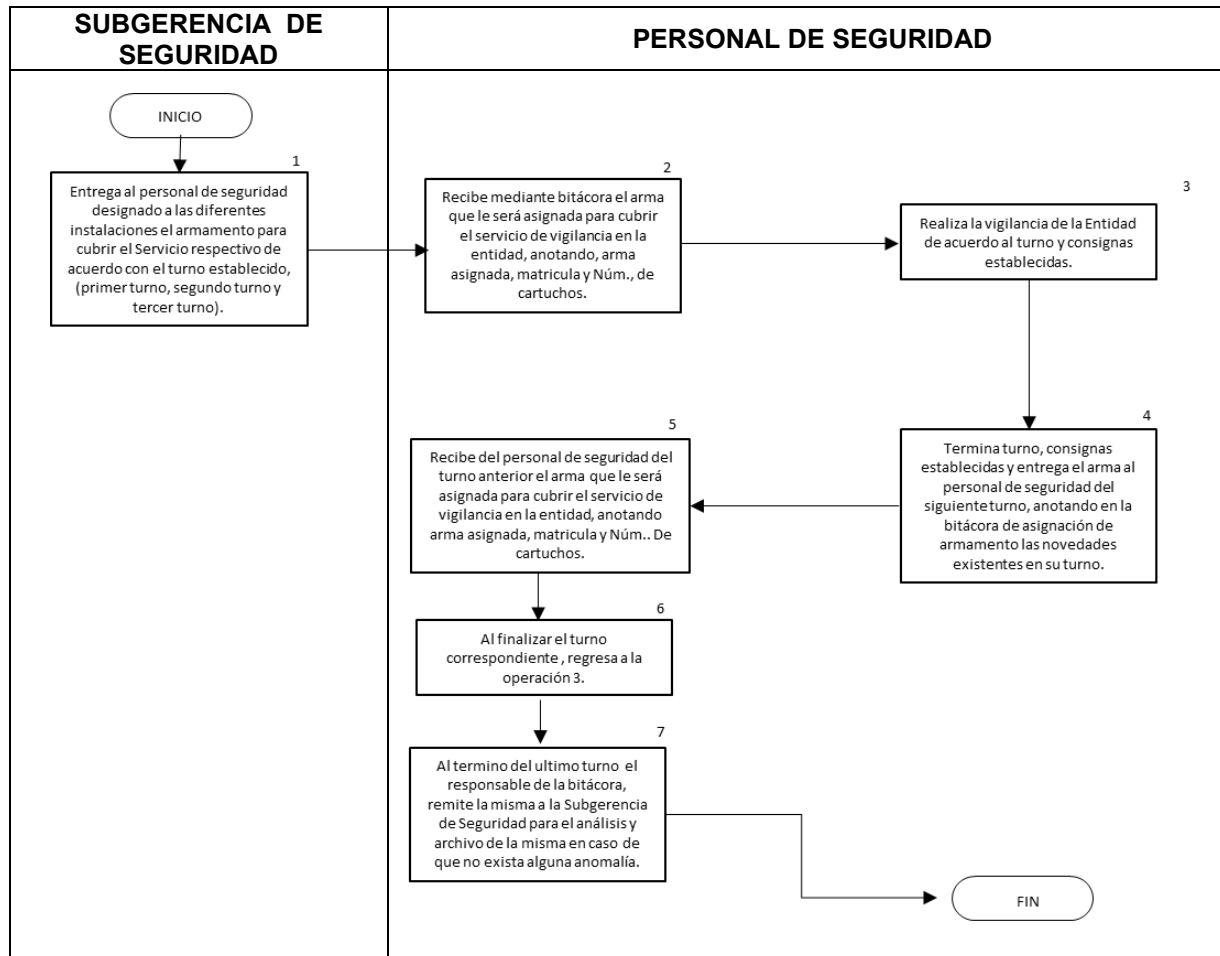 SUBGERENCIA DE
SEGURIDAD
PERSONAL DE SEGURIDAD
INICIO
1
Entrega al personal de seguridad
designado a las diferentes
instalaciones el armamento para
cubrir el Servicio respectivo de
acuerdo con el turno establecido,
(primer turno, segundo turno y
tercer turno).
2
Recibe mediante bitácora el arma
que le será asignada para cubrir
el servicio de vigilancia en la
entidad, anotando, arma
asignada, matricula y Núm., de
cartuchos.
3
Realiza la vigilancia de la Entidad
de acuerdo al turno y consignas
establecidas.
4
Termina turno, consignas
establecidas y entrega el arma al
personal de seguridad del
siguiente turno, anotando en la
bitácora de asignación de
armamento las novedades
existentes en su turno.
5
Recibe del personal de seguridad del
turno anterior el arma que le será
asignada para cubrir el servicio de
vigilancia en la entidad, anotando
arma asignada, matricula y Núm.. De
cartuchos.
6
Al finalizar el turno
correspondiente , regresa a la
operación 3.
7
Al termino del ultimo turno el
responsable de la bitácora,
remite la misma a la Subgerencia
de Seguridad para el análisis y
archivo de la misma en caso de
que no exista alguna anomalía.
FIN